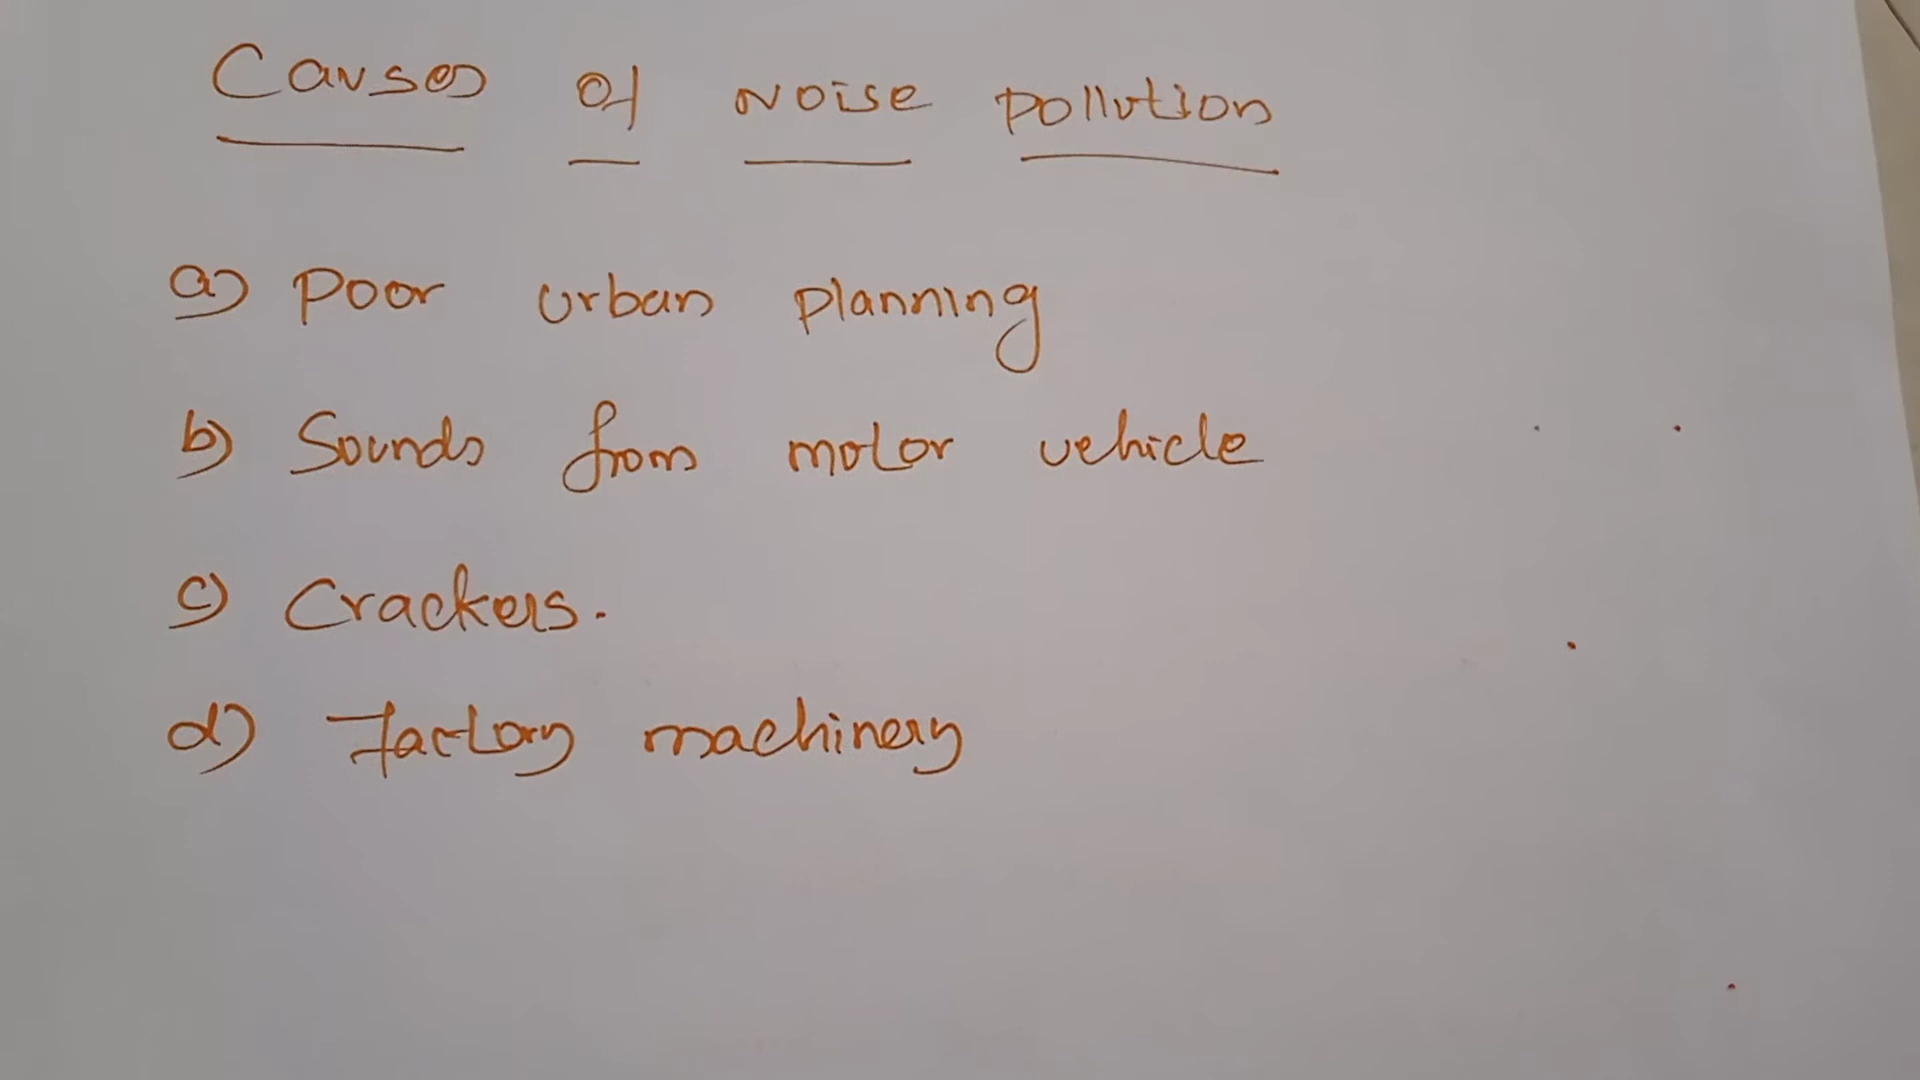 Causes of Noise pollution
a) Poor urban planning
b) Sounds from motor vehicle
c) Crackers.
d) Factory machinery